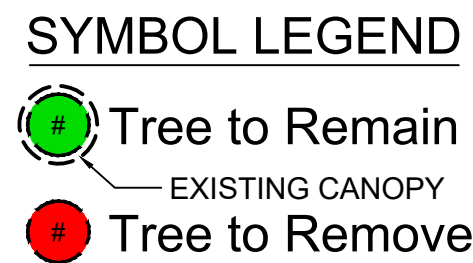 SYMBOL LEGEND
# Tree to Remain
EXISTING CANOPY
# Tree to Remove